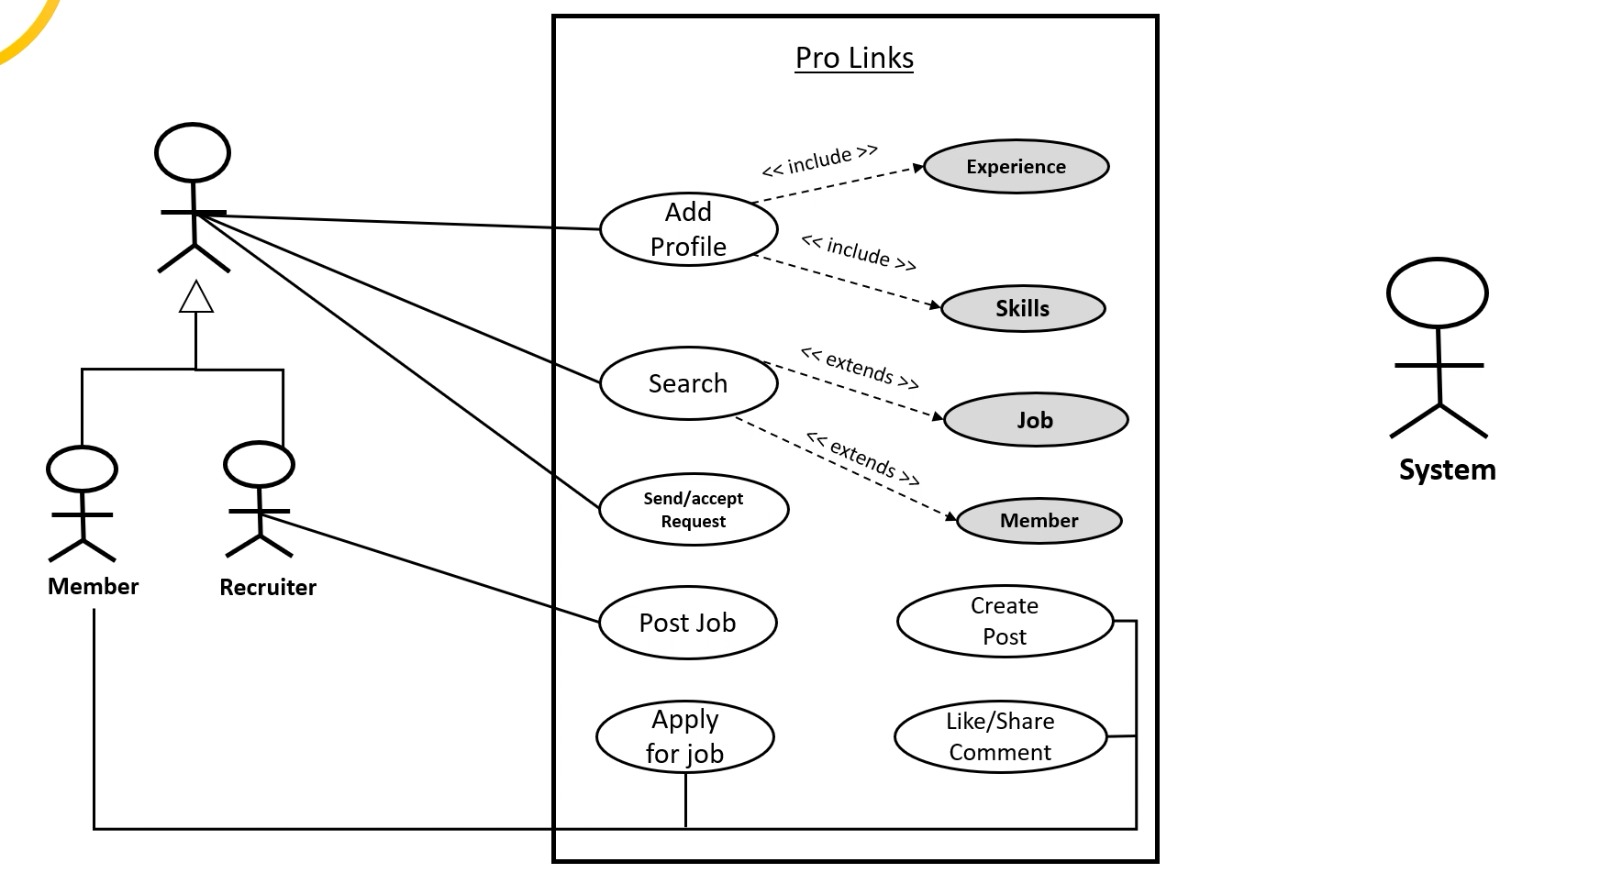 Pro Links
<< include >>
Experience
Add
Profile
<< include >>
Skills
<< extends >>
Search
Job
<< extends >>
System
Send/accept
Request
Member
Member
Recruiter
Post Job
Create
Post
Apply
for job
Like/Share
Comment